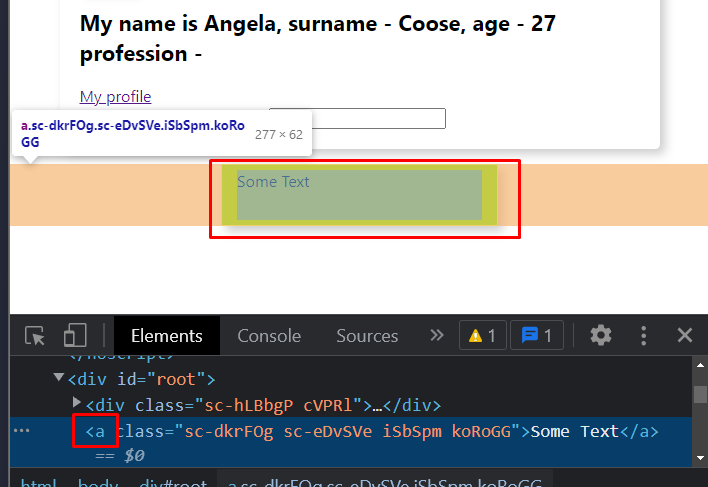 My name is Angela, surname - Coose, age - 27
profession -
My profile
a.sc-dkrFOg.sc-eDvSVe.iSbSpm.koRo
GG
277 × 62
Some Text
Elements Console Sources » 1 1
</noscript>
<div id="root">
<div class="sc-hLBbgP cVPRl">…</div>
… <a class="sc-dkrFOg sc-eDvSVe iSbSpm koRoGG">Some Text</a>
== $0
html body div#root a.sc-dkrFOg.sc-eDvSVe.iSbSpm.koRoGG